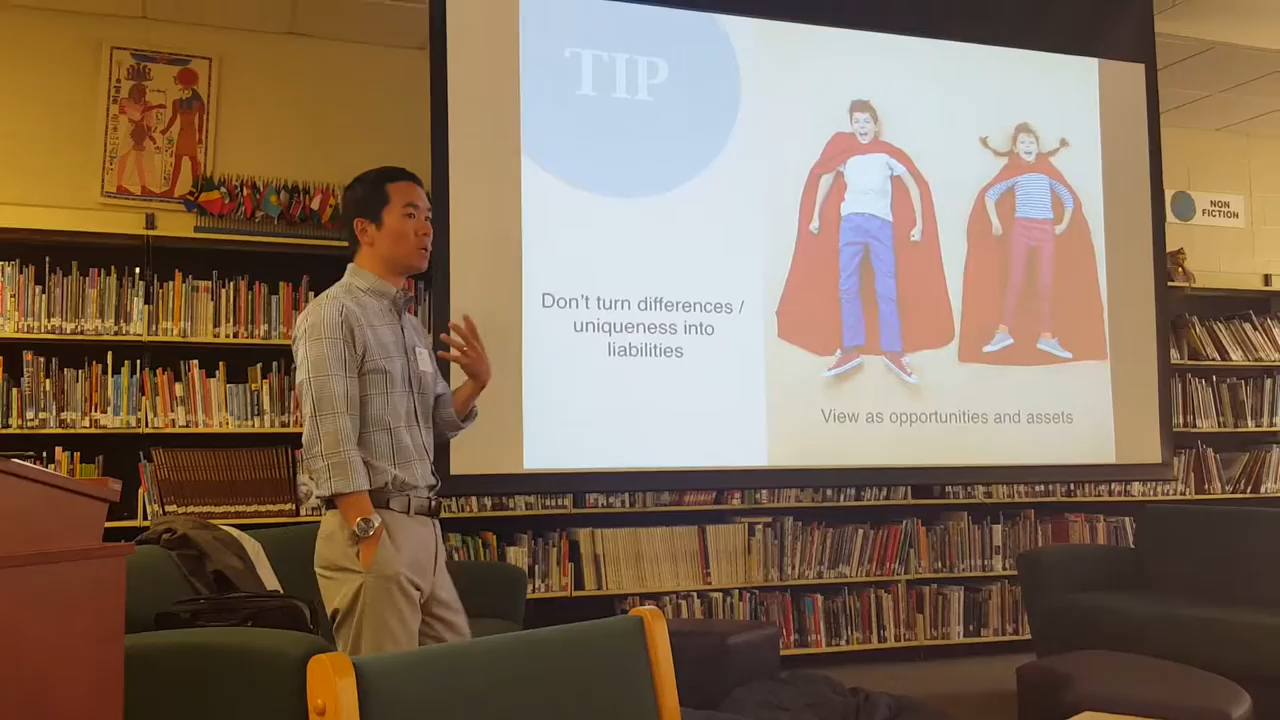 TIP
Don't turn differences /
uniqueness into
liabilities
View as opportunities and assets
NON
FICTION